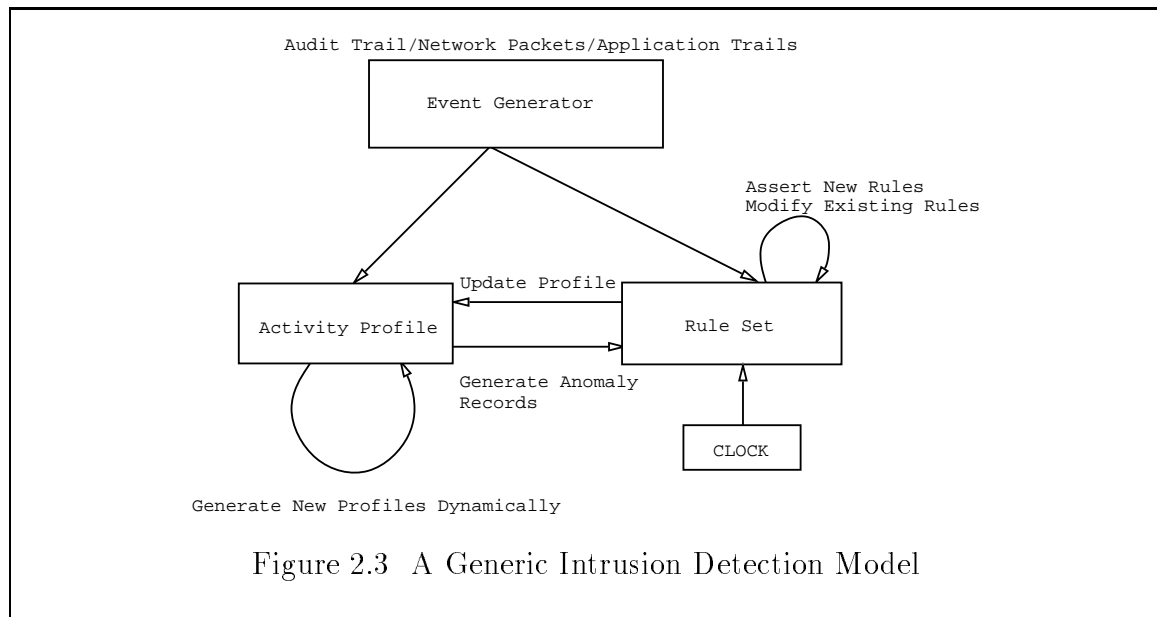 Audit Trail/Network Packets/Application Trails
Event Generator
Assert New Rules
Modify Existing Rules
Update Profile
Activity Profile
Rule Set
Generate Anomaly
Records
CLOCK
Generate New Profiles Dynamically
Figure 2.3 A Generic Intrusion Detection Model